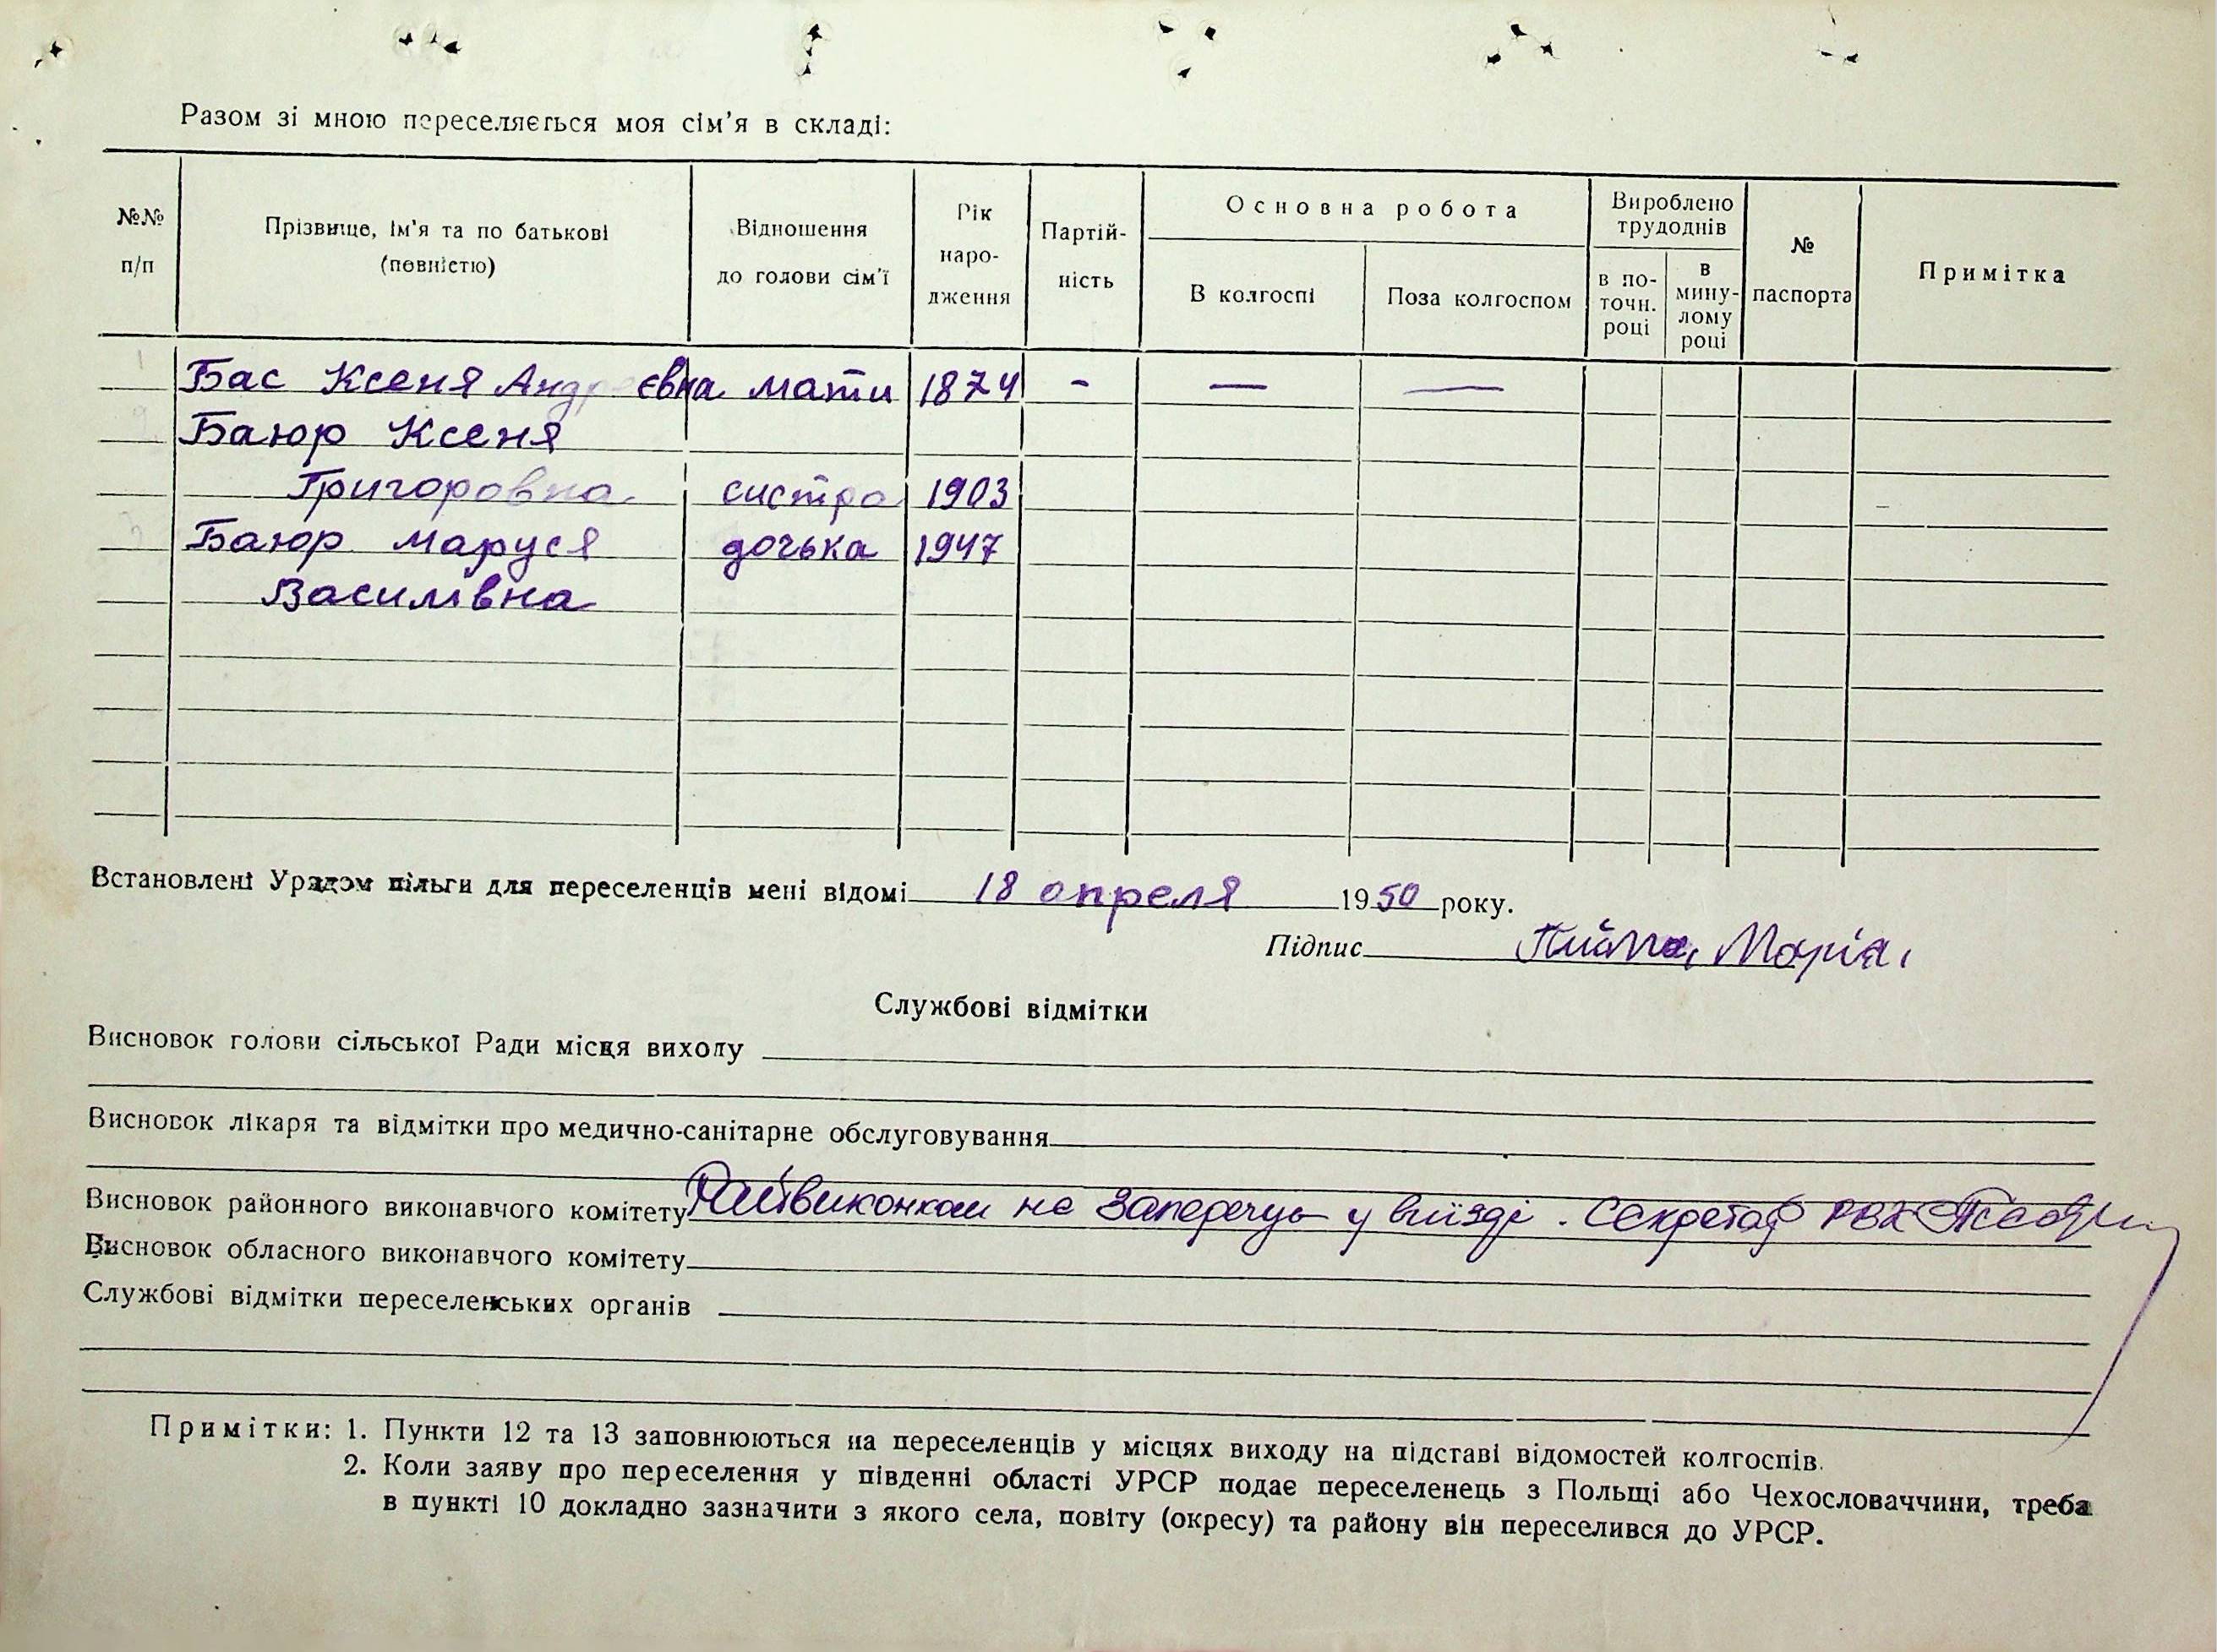 Разом зі мною переселяється моя сім'я в складі:
№№ п/п
Прізвище, ім'я та по батькові (повністю)
Відношення до голови сім'ї
Рік народження
Партійність
Основна робота
В колгоспі
Поза колгоспом
Вироблено трудоднів
в поточн. році
в минулому році
№ паспорта
Примітка
1 Бас Ксеня Андреєвна мати 1874 - — —
2 Баюр Ксеня
Григоровна систра 1903
3 Баюр Маруся дочька 1947
Василівна
Встановлені Урядом пільги для переселенців мені відомі 18 апреля 1950 року.
Підпис Марія
Службові відмітки
Висновок голови сільської Ради місця виходу
Висновок лікаря та відмітки про медично-санітарне обслуговування
Висновок районного виконавчого комітету Райвиконком не заперечує у виїзді. Секретар РВК
Висновок обласного виконавчого комітету
Службові відмітки переселенських органів
Примітки: 1. Пункти 12 та 13 заповнюються на переселенців у місцях виходу на підставі відомостей колгоспів.
2. Коли заяву про переселення у південні області УРСР подає переселенець з Польщі або Чехословаччини, треба
в пункті 10 докладно зазначити з якого села, повіту (окресу) та району він переселився до УРСР.